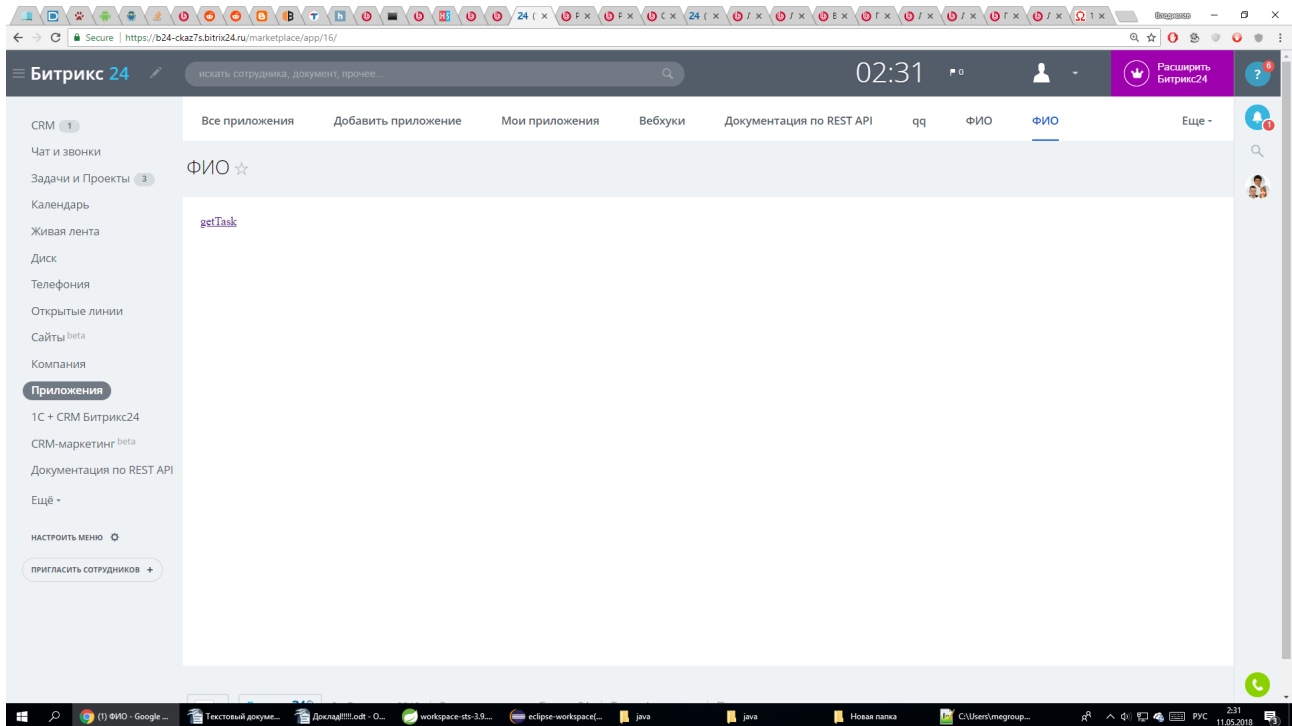 24 (
1
Secure | https://b24-ckaz7s.bitrix24.ru/marketplace/app/16/
Битрикс 24
искать сотрудника, документ, прочее...
02:31
0
Расширить
Битрикс24
?
6
CRM 1
Чат и звонки
Задачи и Проекты 3
Календарь
Живая лента
Диск
Телефония
Открытые линии
Сайты beta
Компания
Приложения
1С + CRM Битрикс24
CRM-маркетинг beta
Документация по REST API
Ещё
НАСТРОИТЬ МЕНЮ
ПРИГЛАСИТЬ СОТРУДНИКОВ +
Все приложения
Добавить приложение
Мои приложения
Вебхуки
Документация по REST API
qq
ФИО
ФИО
Еще
1
ФИО
getTask
(1) ФИО - Google ...
Текстовый докуме...
Доклад!!!!!.odt - O...
workspace-sts-3.9....
eclipse-workspace(...
java
java
Новая папка
C:\Users\megroup...
РУС
2:31
11.05.2018
3